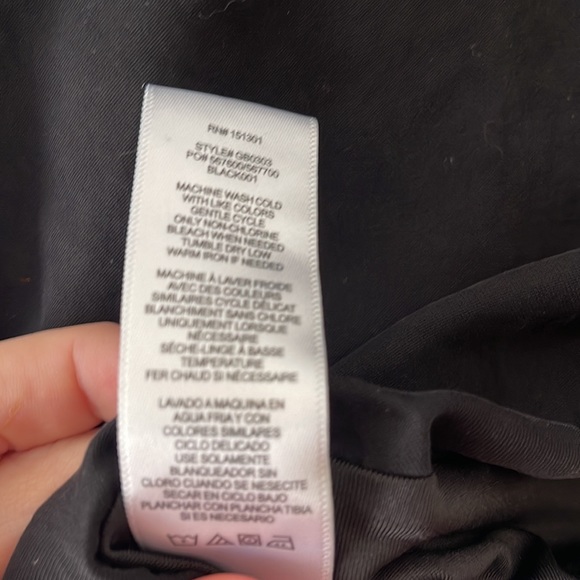 RN# 151301
STYLE# GB0303
PO# 567600/567700
BLACK001
MACHINE WASH COLD
WITH LIKE COLORS
GENTLE CYCLE
ONLY NON-CHLORINE
BLEACH WHEN NEEDED
TUMBLE DRY LOW
WARM IRON IF NEEDED
MACHINE À LAVER FROIDE
AVEC DES COULEURS
SIMILAIRES CYCLE DÉLICAT
BLANCHIMENT SANS CHLORE
UNIQUEMENT LORSQUE
NÉCESSAIRE
SÈCHE-LINGE À BASSE
TEMPERATURE
FER CHAUD SI NÉCESSAIRE
LAVADO A MAQUINA EN
AGUA FRIA Y CON
COLORES SIMILARES
CICLO DELICADO
USE SOLAMENTE
BLANQUEADOR SIN
CLORO CUANDO SE NESECITE
SECAR EN CICLO BAJO
PLANCHAR CON PLANCHA TIBIA
SI ES NECESARIO